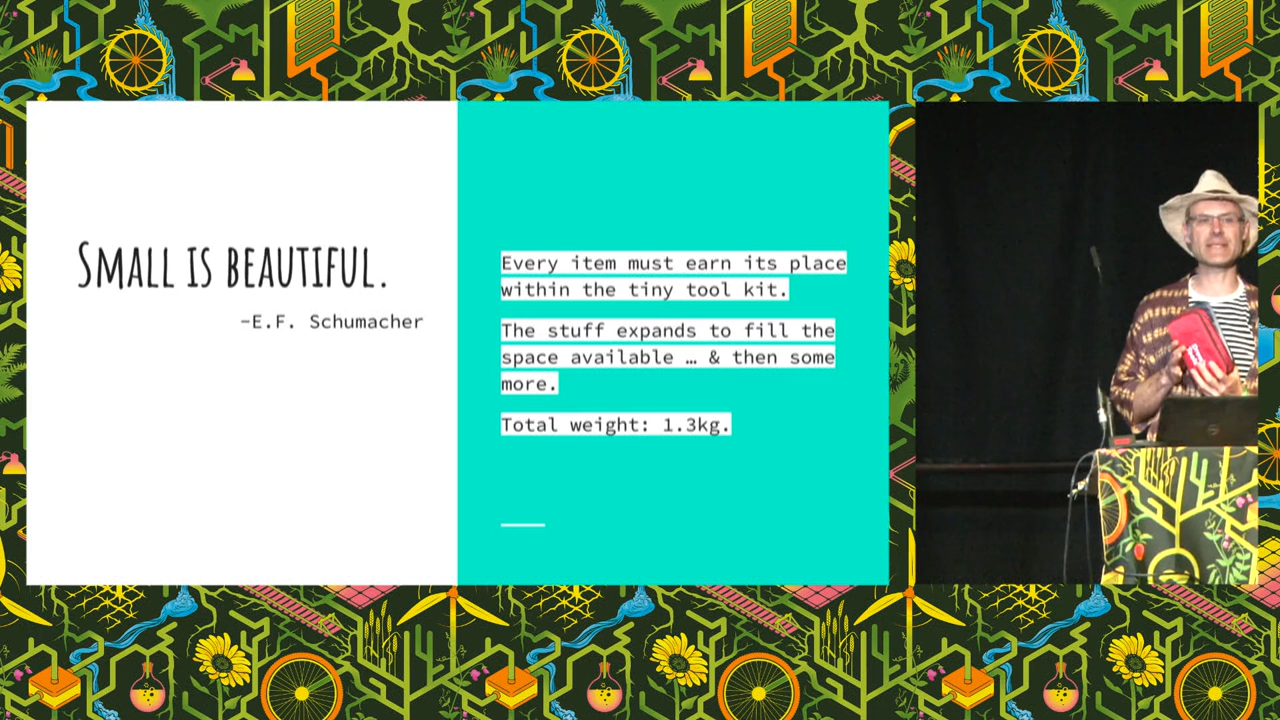 SMALL IS BEAUTIFUL.
–E.F. Schumacher
Every item must earn its place
within the tiny tool kit.
The stuff expands to fill the
space available … & then some
more.
Total weight: 1.3kg.